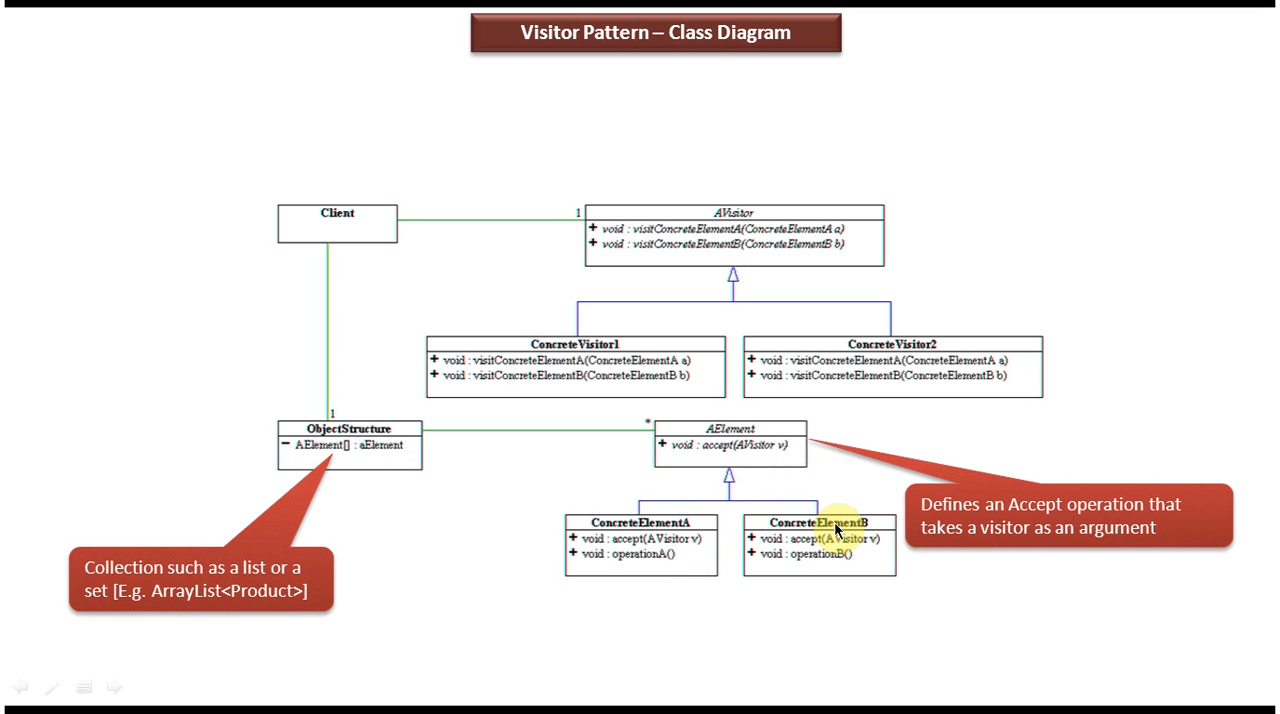 Visitor Pattern – Class Diagram
Client
1
AVisitor
+ void : visitConcreteElementA(ConcreteElementA a)
+ void : visitConcreteElementB(ConcreteElementB b)
ConcreteVisitor1
+ void : visitConcreteElementA(ConcreteElementA a)
+ void : visitConcreteElementB(ConcreteElementB b)
ConcreteVisitor2
+ void : visitConcreteElementA(ConcreteElementA a)
+ void : visitConcreteElementB(ConcreteElementB b)
1
ObjectStructure
− AElement[] : aElement
*
AElement
+ void : accept(AVisitor v)
Defines an Accept operation that
takes a visitor as an argument
ConcreteElementA
+ void : accept(AVisitor v)
+ void : operationA()
ConcreteElementB
+ void : accept(AVisitor v)
+ void : operationB()
Collection such as a list or a
set [E.g. ArrayList<Product>]